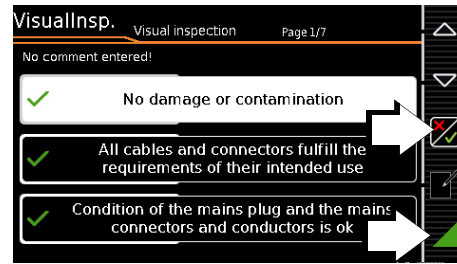 VisualInsp. Visual inspection Page 1/7
No comment entered!
No damage or contamination
All cables and connectors fulfill the
requirements of their intended use
Condition of the mains plug and the mains
connectors and conductors is ok